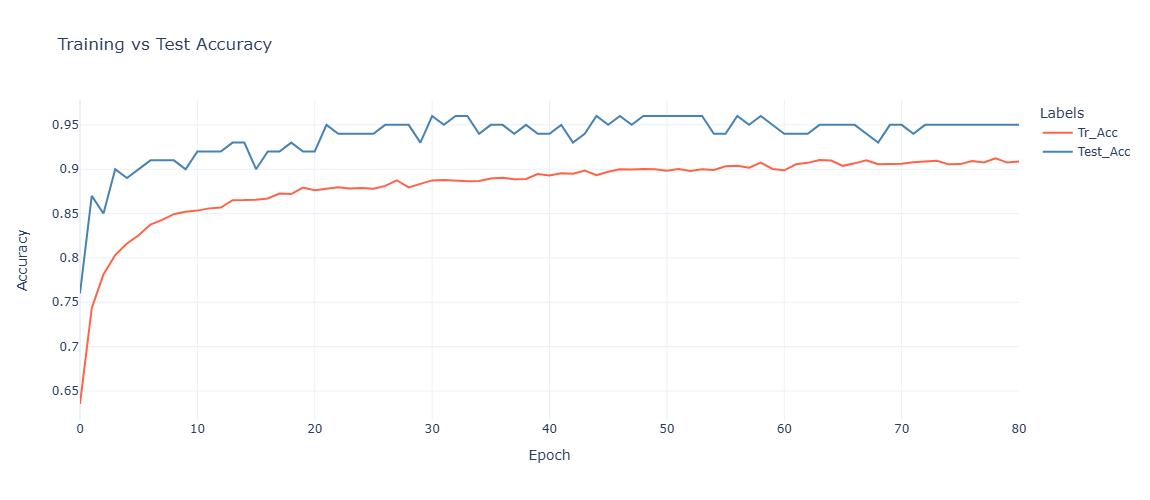 Training vs Test Accuracy
Labels
Tr_Acc
Test_Acc
Accuracy
0.95
0.9
0.85
0.8
0.75
0.7
0.65
0 10 20 30 40 50 60 70 80
Epoch